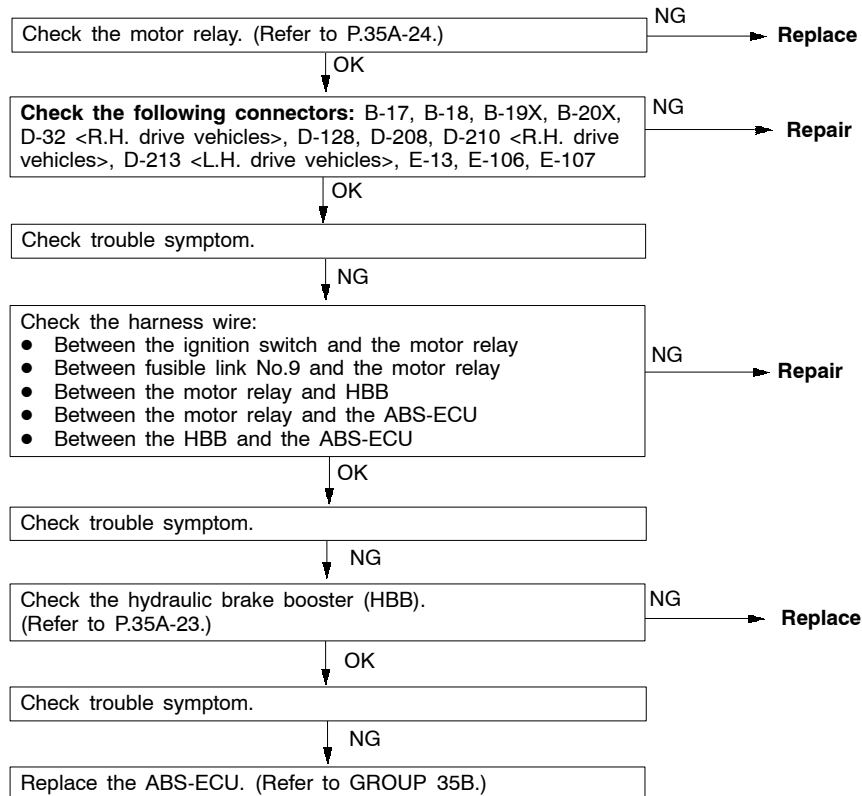 Check the motor relay. (Refer to P.35A-24.)
NG
Replace
OK
Check the following connectors: B-17, B-18, B-19X, B-20X,
D-32 <R.H. drive vehicles>, D-128, D-208, D-210 <R.H. drive
vehicles>, D-213 <L.H. drive vehicles>, E-13, E-106, E-107
NG
Repair
OK
Check trouble symptom.
NG
Check the harness wire:
● Between the ignition switch and the motor relay
● Between fusible link No.9 and the motor relay
● Between the motor relay and HBB
● Between the motor relay and the ABS-ECU
● Between the HBB and the ABS-ECU
NG
Repair
OK
Check trouble symptom.
NG
Check the hydraulic brake booster (HBB).
(Refer to P.35A-23.)
NG
Replace
OK
Check trouble symptom.
NG
Replace the ABS-ECU. (Refer to GROUP 35B.)